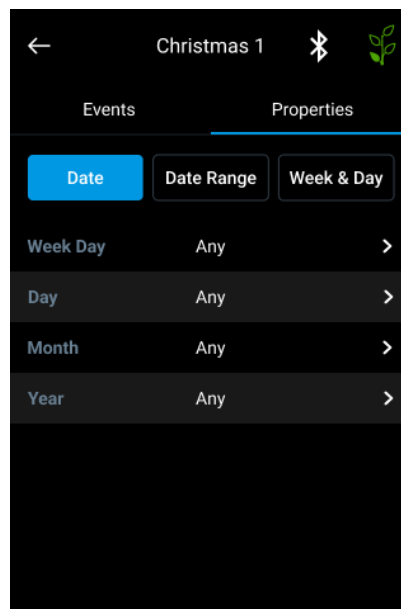 Christmas 1
Events Properties
Date Date Range Week & Day
Week Day Any
Day Any
Month Any
Year Any